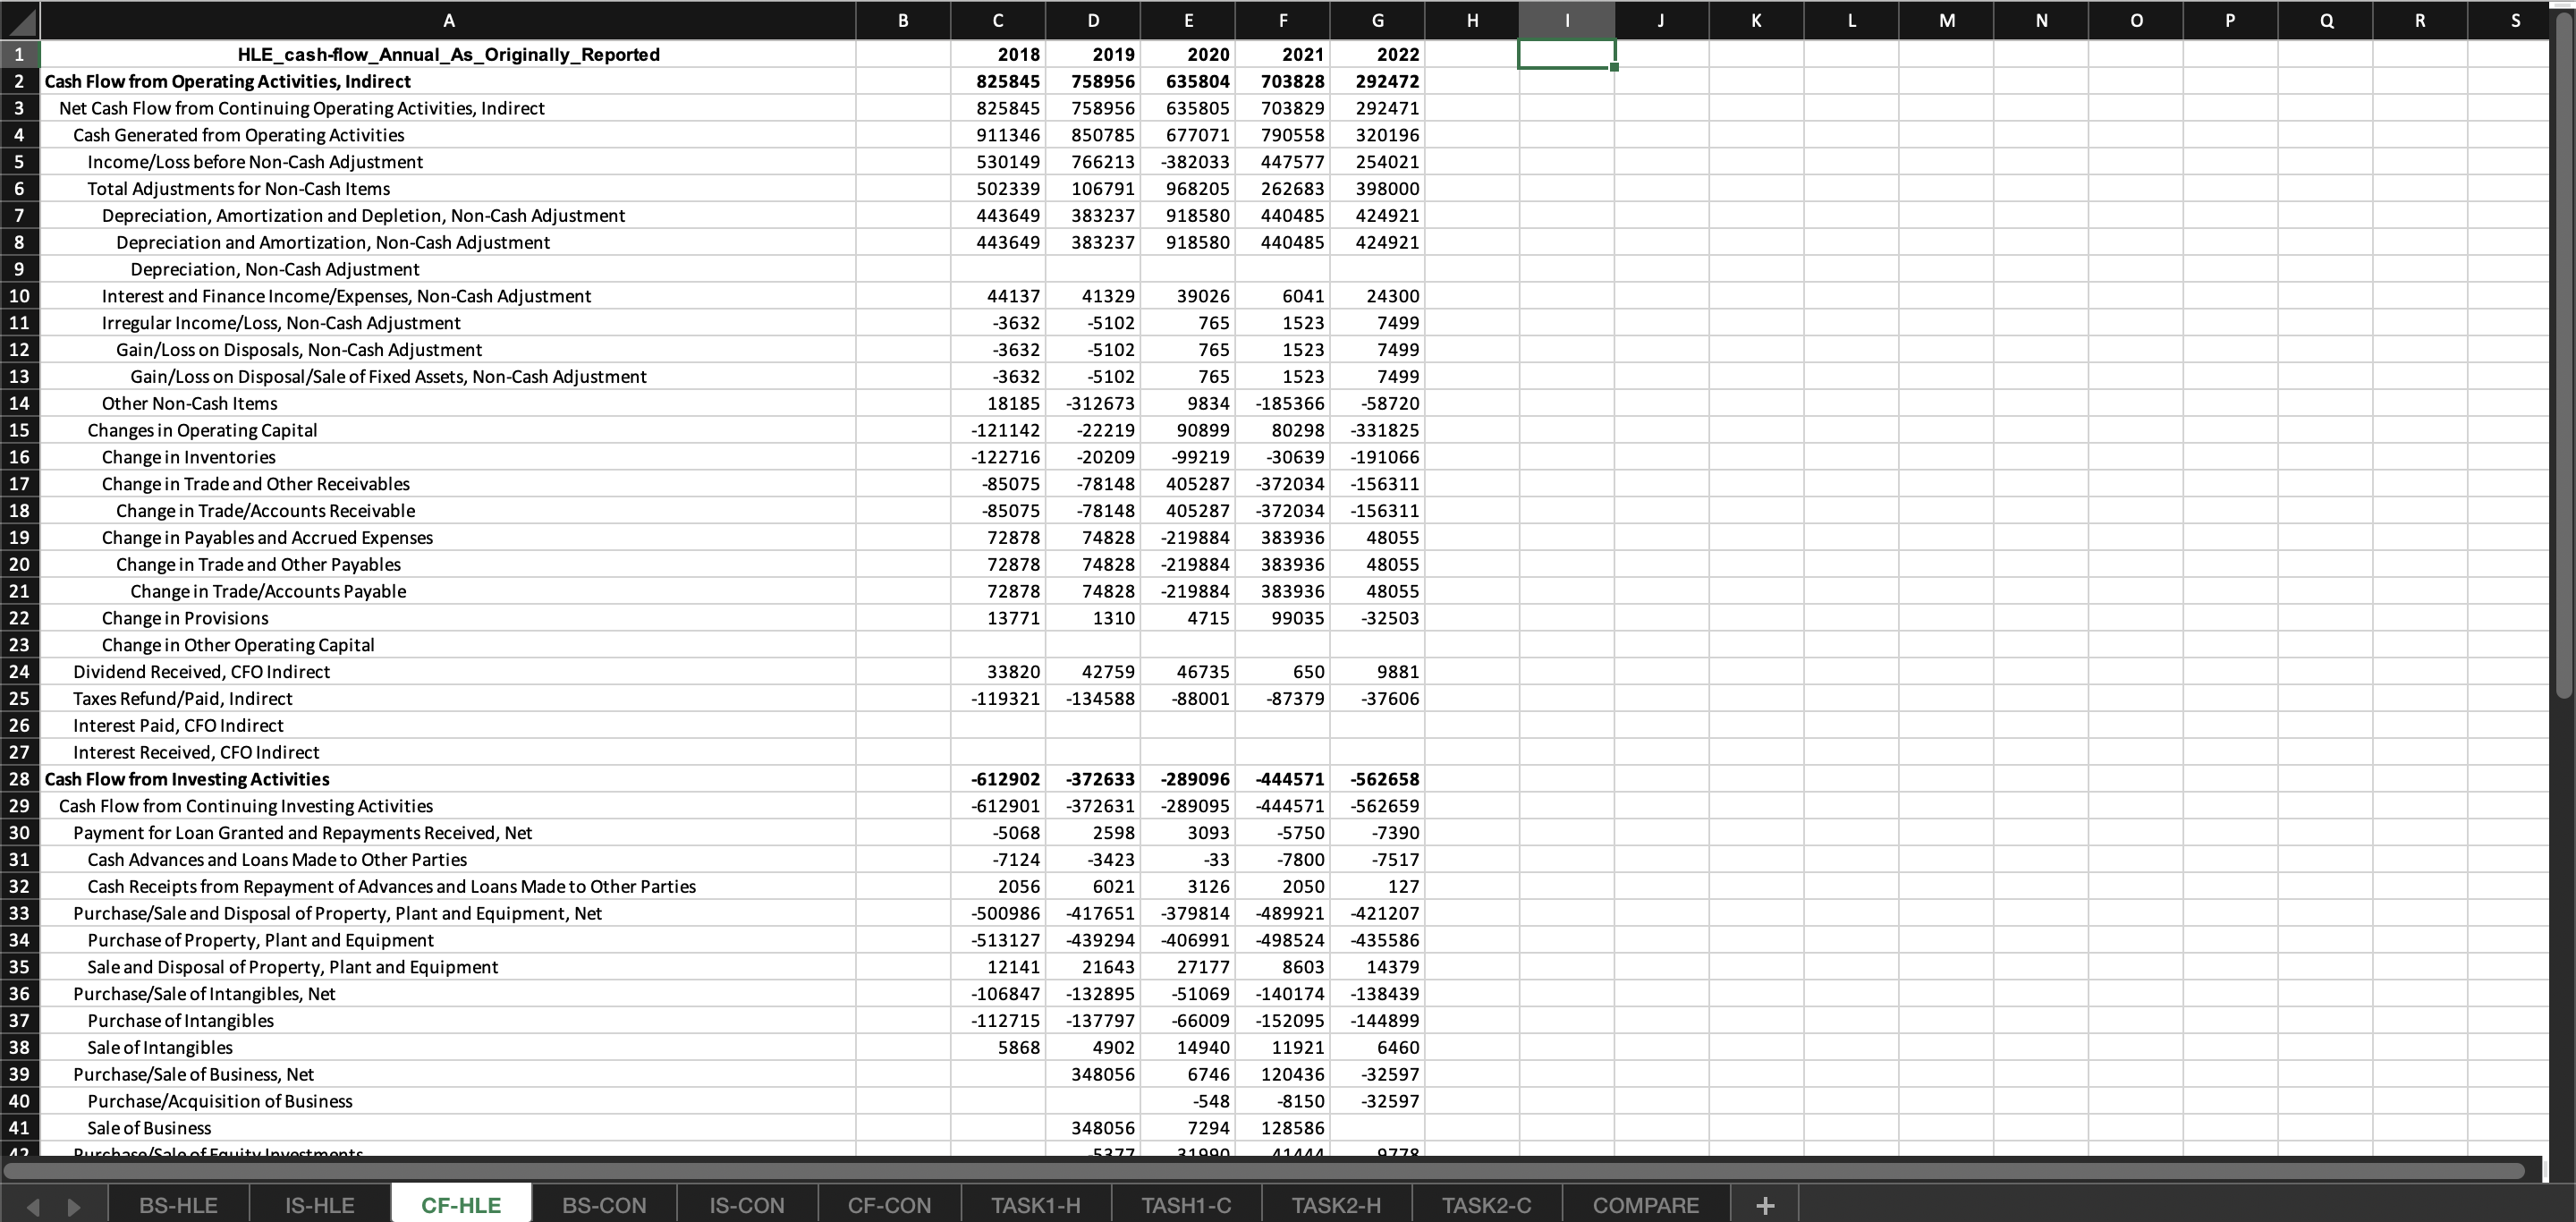 A B C D E F G H I J K L M N O P Q R S
1 HLE_cash-flow_Annual_As_Originally_Reported 2018 2019 2020 2021 2022
2 Cash Flow from Operating Activities, Indirect 825845 758956 635804 703828 292472
3 Net Cash Flow from Continuing Operating Activities, Indirect 825845 758956 635805 703829 292471
4 Cash Generated from Operating Activities 911346 850785 677071 790558 320196
5 Income/Loss before Non-Cash Adjustment 530149 766213 -382033 447577 254021
6 Total Adjustments for Non-Cash Items 502339 106791 968205 262683 398000
7 Depreciation, Amortization and Depletion, Non-Cash Adjustment 443649 383237 918580 440485 424921
8 Depreciation and Amortization, Non-Cash Adjustment 443649 383237 918580 440485 424921
9 Depreciation, Non-Cash Adjustment
10 Interest and Finance Income/Expenses, Non-Cash Adjustment 44137 41329 39026 6041 24300
11 Irregular Income/Loss, Non-Cash Adjustment -3632 -5102 765 1523 7499
12 Gain/Loss on Disposals, Non-Cash Adjustment -3632 -5102 765 1523 7499
13 Gain/Loss on Disposal/Sale of Fixed Assets, Non-Cash Adjustment -3632 -5102 765 1523 7499
14 Other Non-Cash Items 18185 -312673 9834 -185366 -58720
15 Changes in Operating Capital -121142 -22219 90899 80298 -331825
16 Change in Inventories -122716 -20209 -99219 -30639 -191066
17 Change in Trade and Other Receivables -85075 -78148 405287 -372034 -156311
18 Change in Trade/Accounts Receivable -85075 -78148 405287 -372034 -156311
19 Change in Payables and Accrued Expenses 72878 74828 -219884 383936 48055
20 Change in Trade and Other Payables 72878 74828 -219884 383936 48055
21 Change in Trade/Accounts Payable 72878 74828 -219884 383936 48055
22 Change in Provisions 13771 1310 4715 99035 -32503
23 Change in Other Operating Capital
24 Dividend Received, CFO Indirect 33820 42759 46735 650 9881
25 Taxes Refund/Paid, Indirect -119321 -134588 -88001 -87379 -37606
26 Interest Paid, CFO Indirect
27 Interest Received, CFO Indirect
28 Cash Flow from Investing Activities -612902 -372633 -289096 -444571 -562658
29 Cash Flow from Continuing Investing Activities -612901 -372631 -289095 -444571 -562659
30 Payment for Loan Granted and Repayments Received, Net -5068 2598 3093 -5750 -7390
31 Cash Advances and Loans Made to Other Parties -7124 -3423 -33 -7800 -7517
32 Cash Receipts from Repayment of Advances and Loans Made to Other Parties 2056 6021 3126 2050 127
33 Purchase/Sale and Disposal of Property, Plant and Equipment, Net -500986 -417651 -379814 -489921 -421207
34 Purchase of Property, Plant and Equipment -513127 -439294 -406991 -498524 -435586
35 Sale and Disposal of Property, Plant and Equipment 12141 21643 27177 8603 14379
36 Purchase/Sale of Intangibles, Net -106847 -132895 -51069 -140174 -138439
37 Purchase of Intangibles -112715 -137797 -66009 -152095 -144899
38 Sale of Intangibles 5868 4902 14940 11921 6460
39 Purchase/Sale of Business, Net 348056 6746 120436 -32597
40 Purchase/Acquisition of Business -548 -8150 -32597
41 Sale of Business 348056 7294 128586
42 Purchase/Sale of Equity Investments -5377 31990 41444 9778
BS-HLE IS-HLE CF-HLE BS-CON IS-CON CF-CON TASK1-H TASH1-C TASK2-H TASK2-C COMPARE +